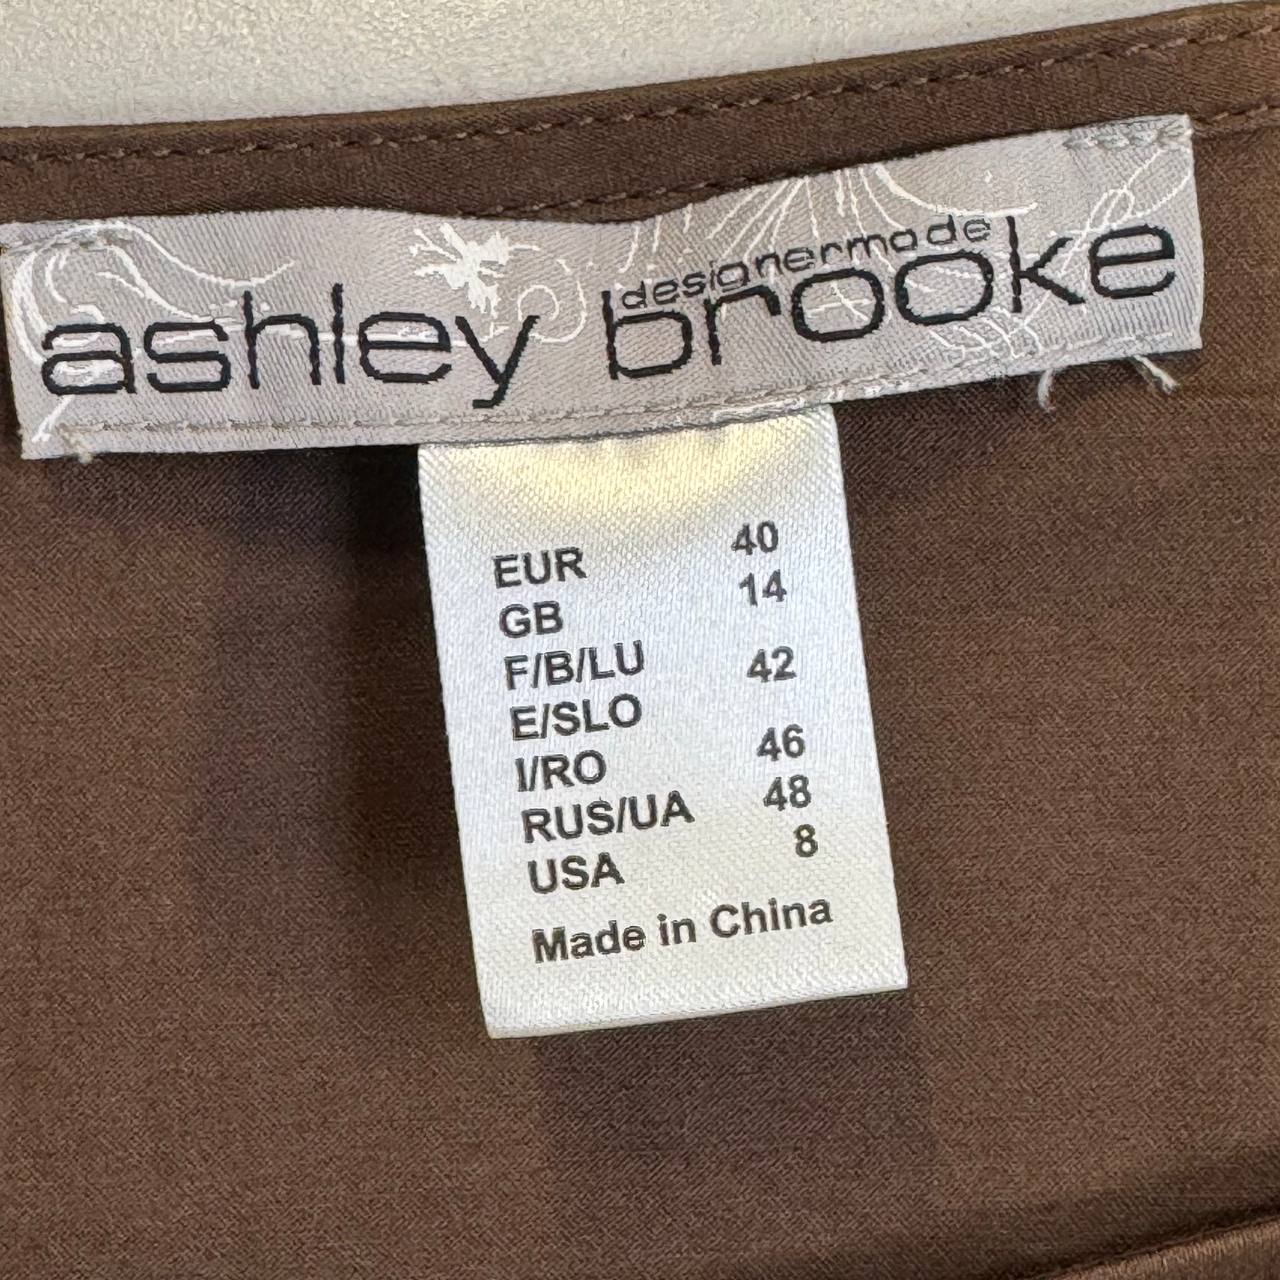 designermade
ashley brooke
EUR 40
GB 14
F/B/LU 42
E/SLO
I/RO 46
RUS/UA 48
USA 8
Made in China